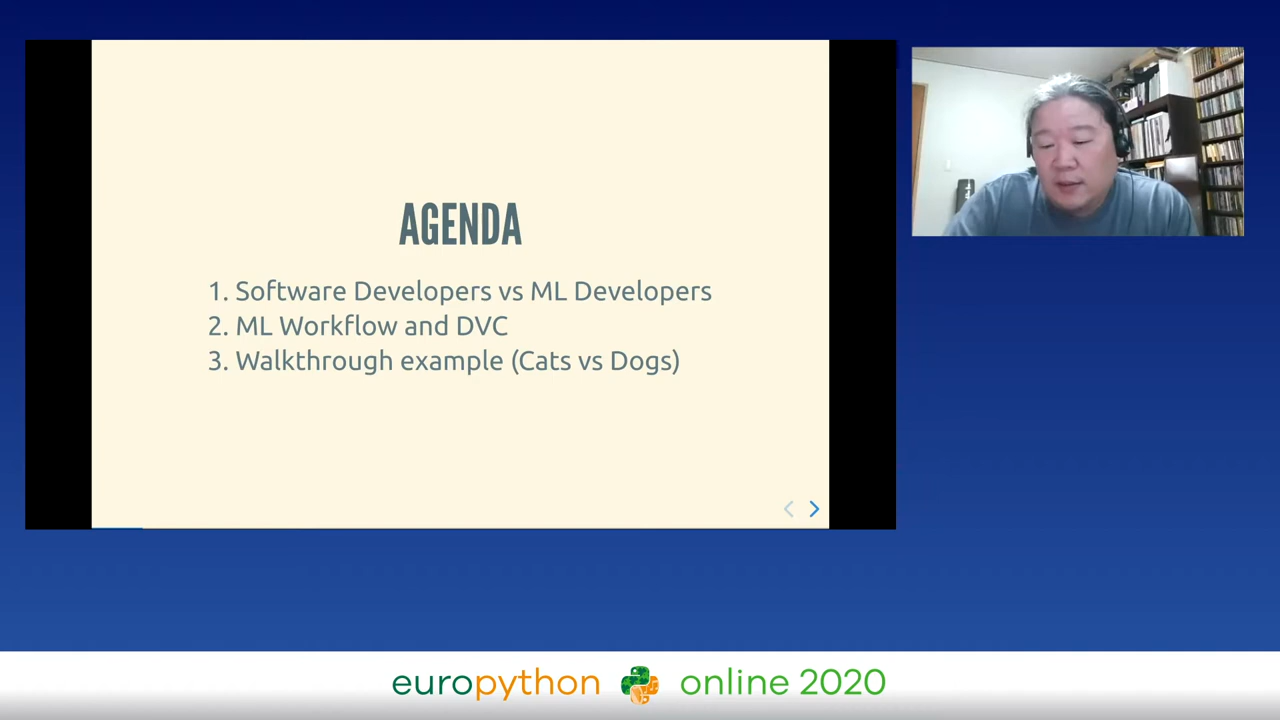 AGENDA
1. Software Developers vs ML Developers
2. ML Workflow and DVC
3. Walkthrough example (Cats vs Dogs)
europython online 2020